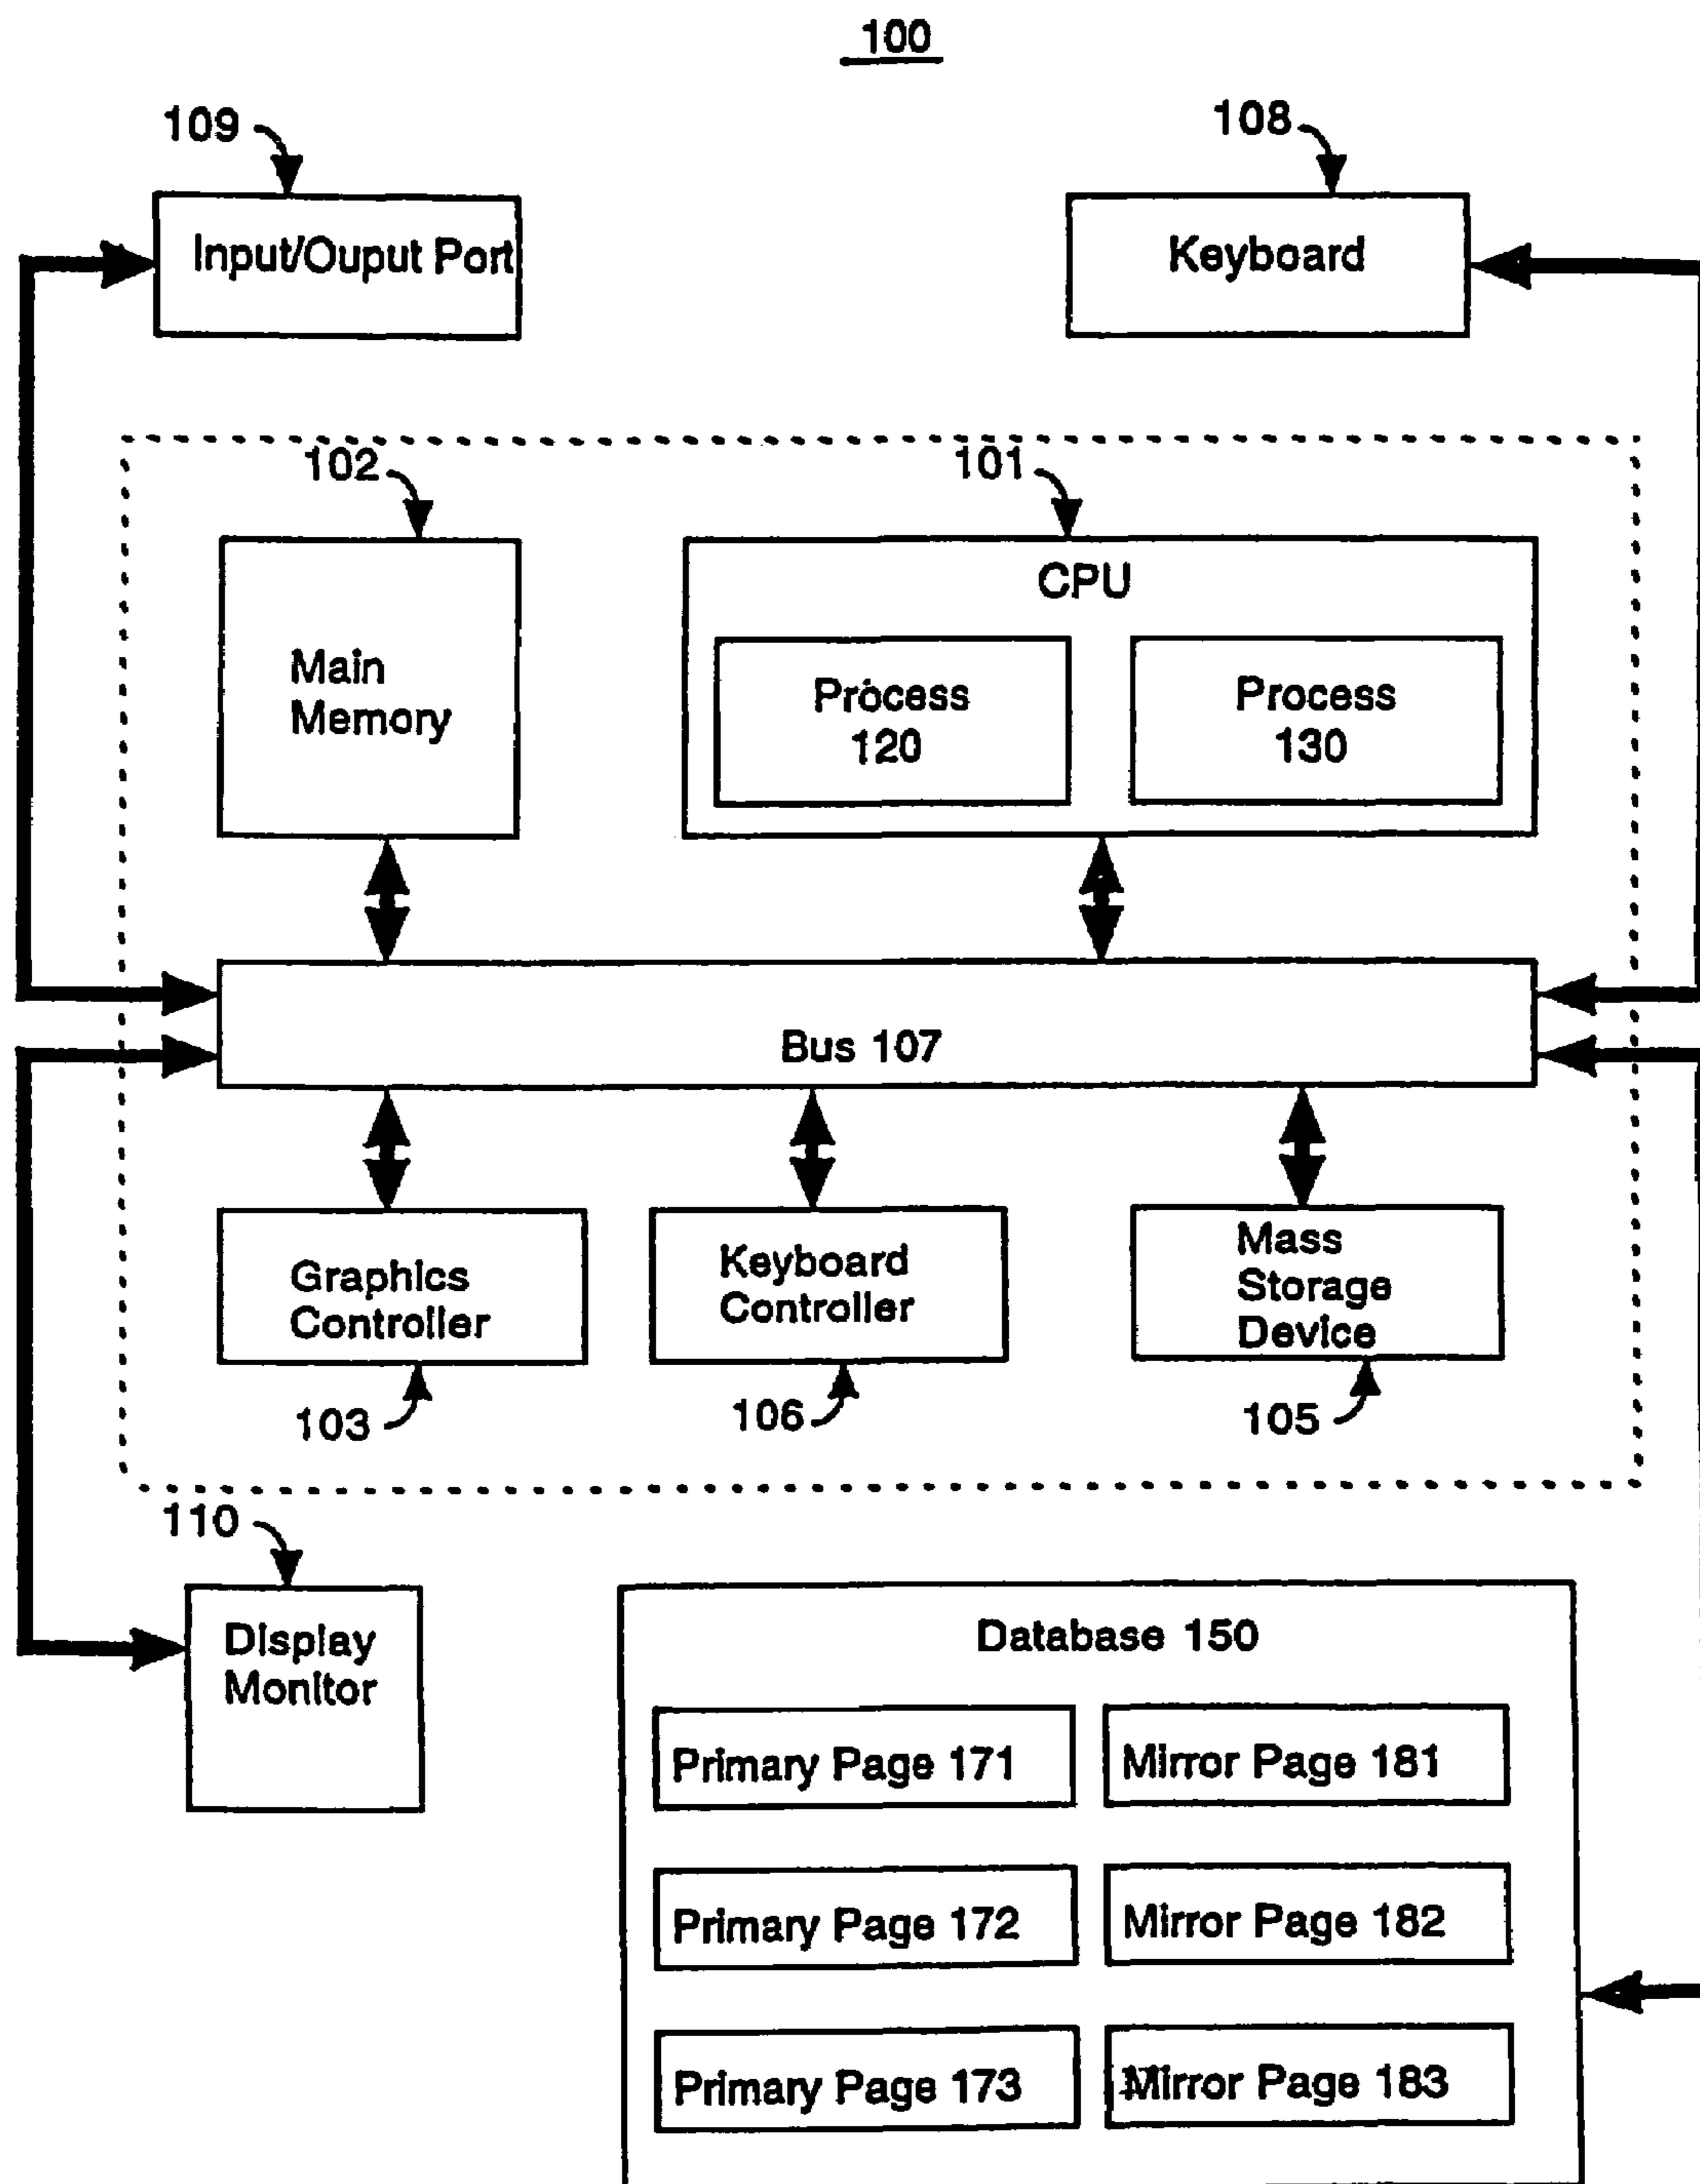 100
109
108
Input/Ouput Port
Keyboard
102
101
CPU
Main
Memory
Process
120
Process
130
Bus 107
Graphics
Controller
Keyboard
Controller
Mass
Storage
Device
103
106
105
110
Display
Monitor
Database 150
Primary Page 171
Mirror Page 181
Primary Page 172
Mirror Page 182
Primary Page 173
Mirror Page 183